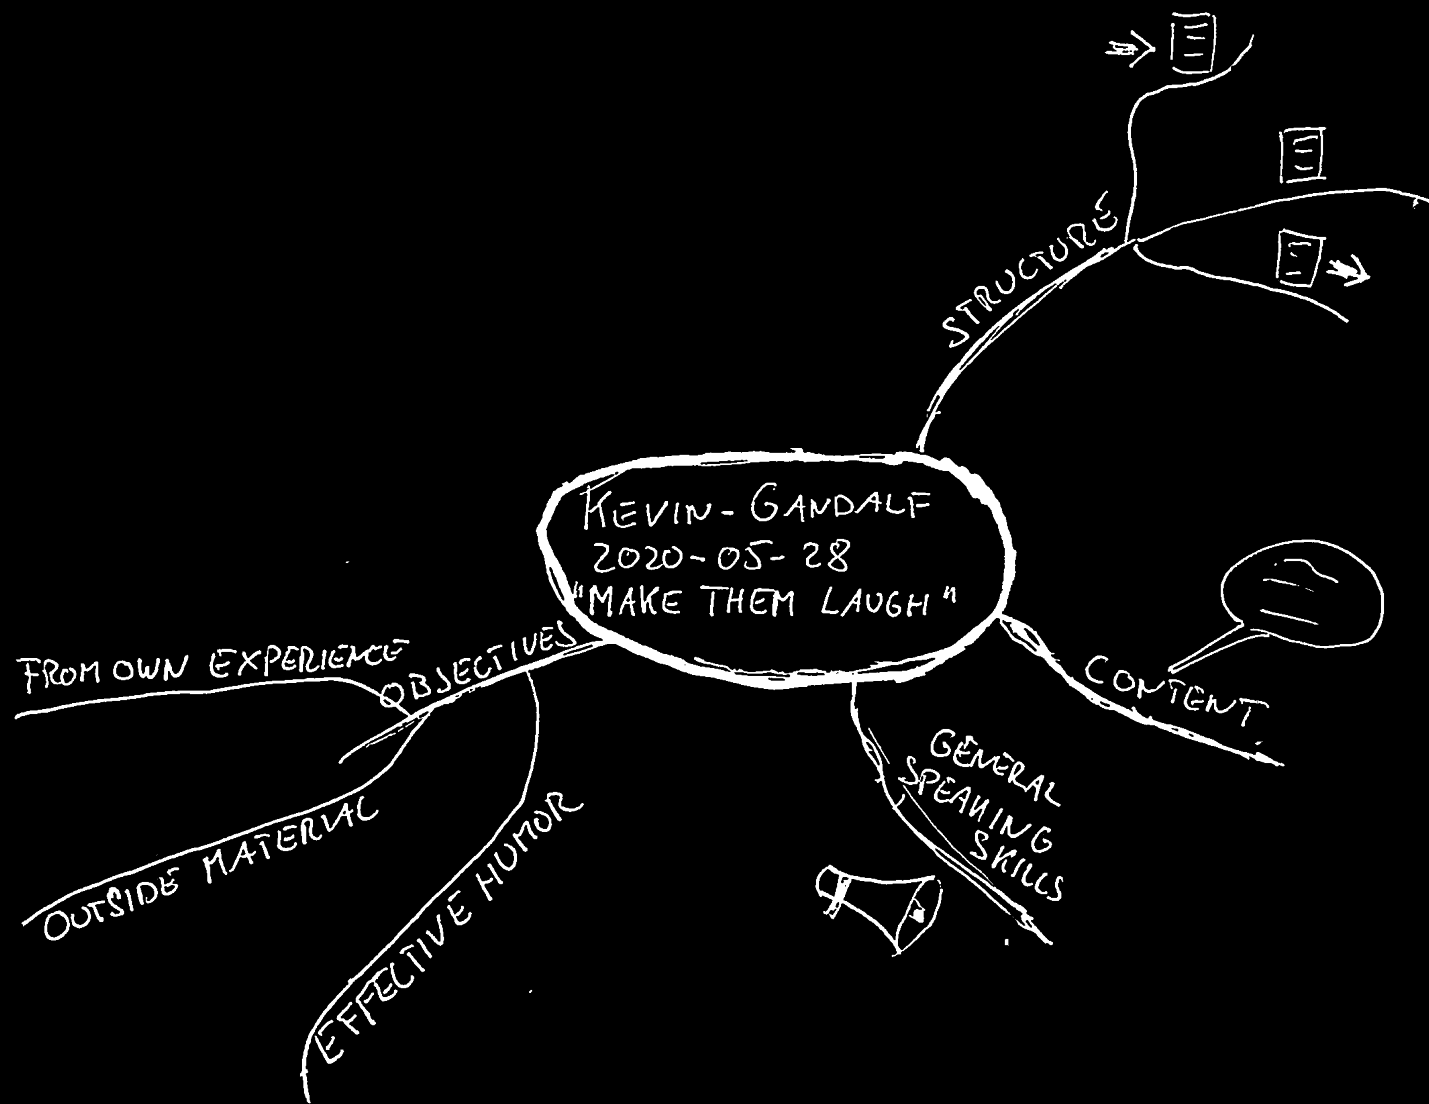 STRUCTURE
KEVIN-GANDALF
2020-05-28
"MAKE THEM LAUGH"
OBJECTIVES
FROM OWN EXPERIENCE
OUTSIDE MATERIAL
EFFECTIVE HUMOR
CONTENT
GENERAL
SPEAKING
SKILLS